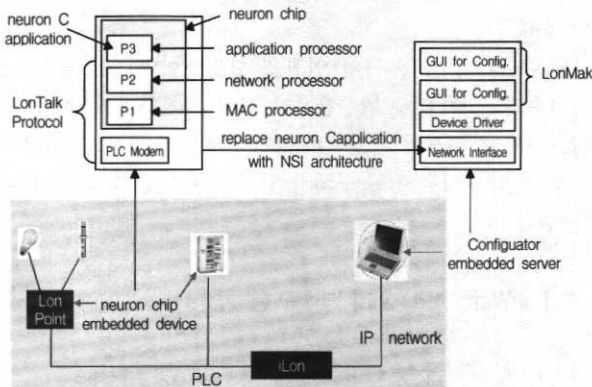 neuron C
application
neuron chip
P3
application processor
P2
network processor
P1
MAC processor
LonTalk
Protocol
PLC Modem
replace neuron Capplication
with NSI architecture
GUI for Config.
GUI for Config.
LonMak
Device Driver
Network Interface
Lon
Point
neuron chip
embedded device
Configuator
embedded server
IP network
iLon
PLC